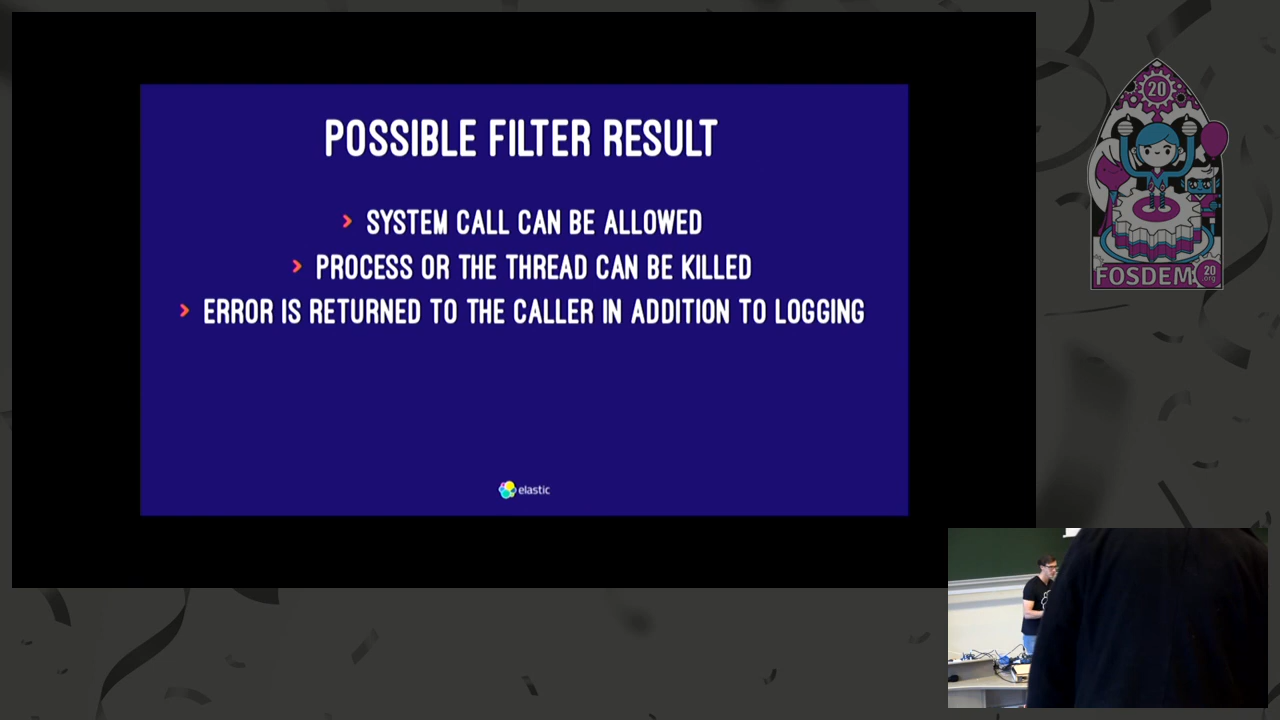 POSSIBLE FILTER RESULT
SYSTEM CALL CAN BE ALLOWED
PROCESS OR THE THREAD CAN BE KILLED
ERROR IS RETURNED TO THE CALLER IN ADDITION TO LOGGING
elastic
20
FOSDEM
20
.org